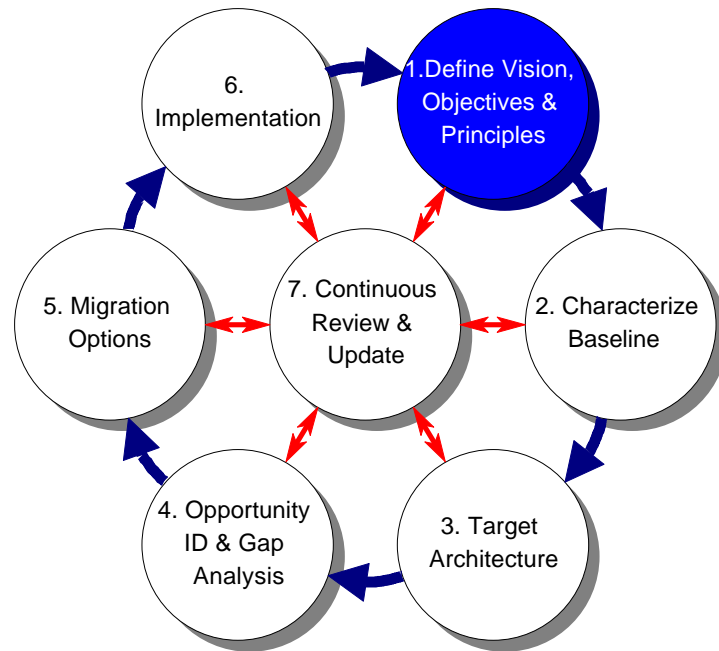 1.Define Vision,
Objectives &
Principles
2. Characterize
Baseline
3. Target
Architecture
4. Opportunity
ID & Gap
Analysis
5. Migration
Options
6.
Implementation
7. Continuous
Review &
Update